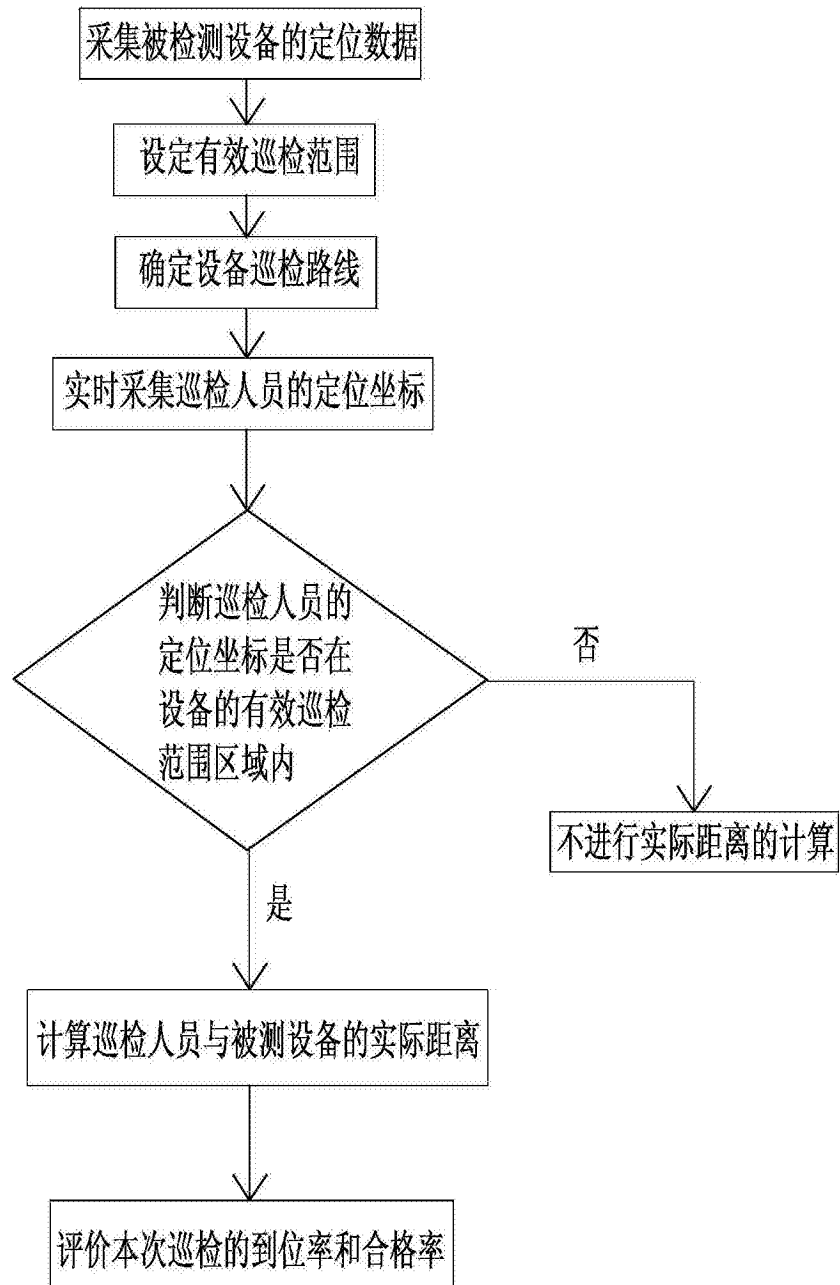 采集被检测设备的定位数据
设定有效巡检范围
确定设备巡检路线
实时采集巡检人员的定位坐标
判断巡检人员的
定位坐标是否在
设备的有效巡检
范围区域内
否
不进行实际距离的计算
是
计算巡检人员与被测设备的实际距离
评价本次巡检的到位率和合格率